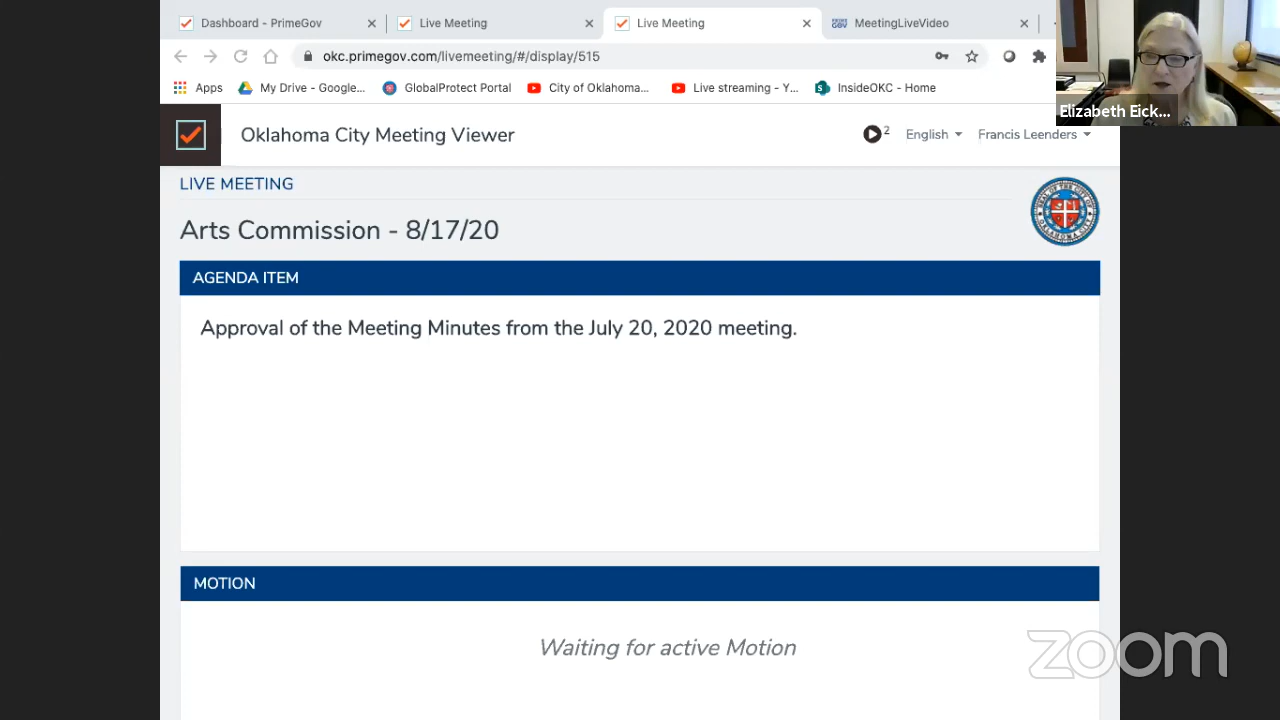 Dashboard - PrimeGov
Live Meeting
Live Meeting
MeetingLiveVideo
okc.primegov.com/livemeeting/#/display/515
Apps
My Drive - Google...
GlobalProtect Portal
City of Oklahoma...
Live streaming - Y...
InsideOKC - Home
Elizabeth Eick...
Oklahoma City Meeting Viewer
2
English
Francis Leenders
LIVE MEETING
Arts Commission - 8/17/20
AGENDA ITEM
Approval of the Meeting Minutes from the July 20, 2020 meeting.
MOTION
Waiting for active Motion
zoom